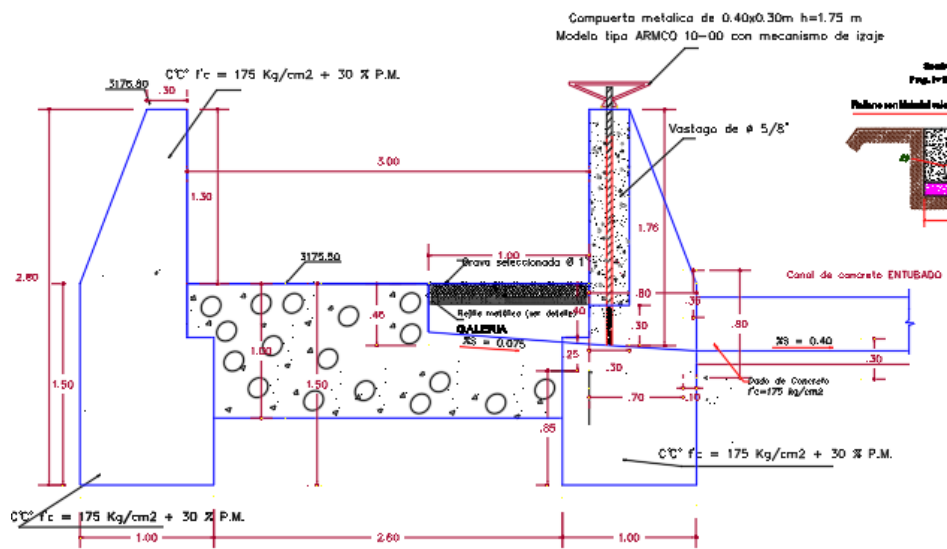 Compuerta metalica de 0.40x0.30m h=1.75 m
Modelo tipo ARMCO 10-00 con mecanismo de izaje
C°C° f'c = 175 Kg/cm2 + 30 % P.M.
3175.80
.30
Vastago de ø 5/8"
3.00
1.30
1.76
2.80
1.00
3175.50
Grava seleccionada Ø 1"
Canal de concreto ENTUBADO
.80
.35
.45
.40
Rejilla metálica (ver detalle)
.30
.80
GALERIA
%S = 0.075
%S = 0.40
1.00
.25
.30
.30
1.50
1.50
Dado de Concreto
f'c=175 kg/cm2
.70
.10
.85
C°C° f'c = 175 Kg/cm2 + 30 % P.M.
C°C° f'c = 175 Kg/cm2 + 30 % P.M.
1.00
2.60
1.00